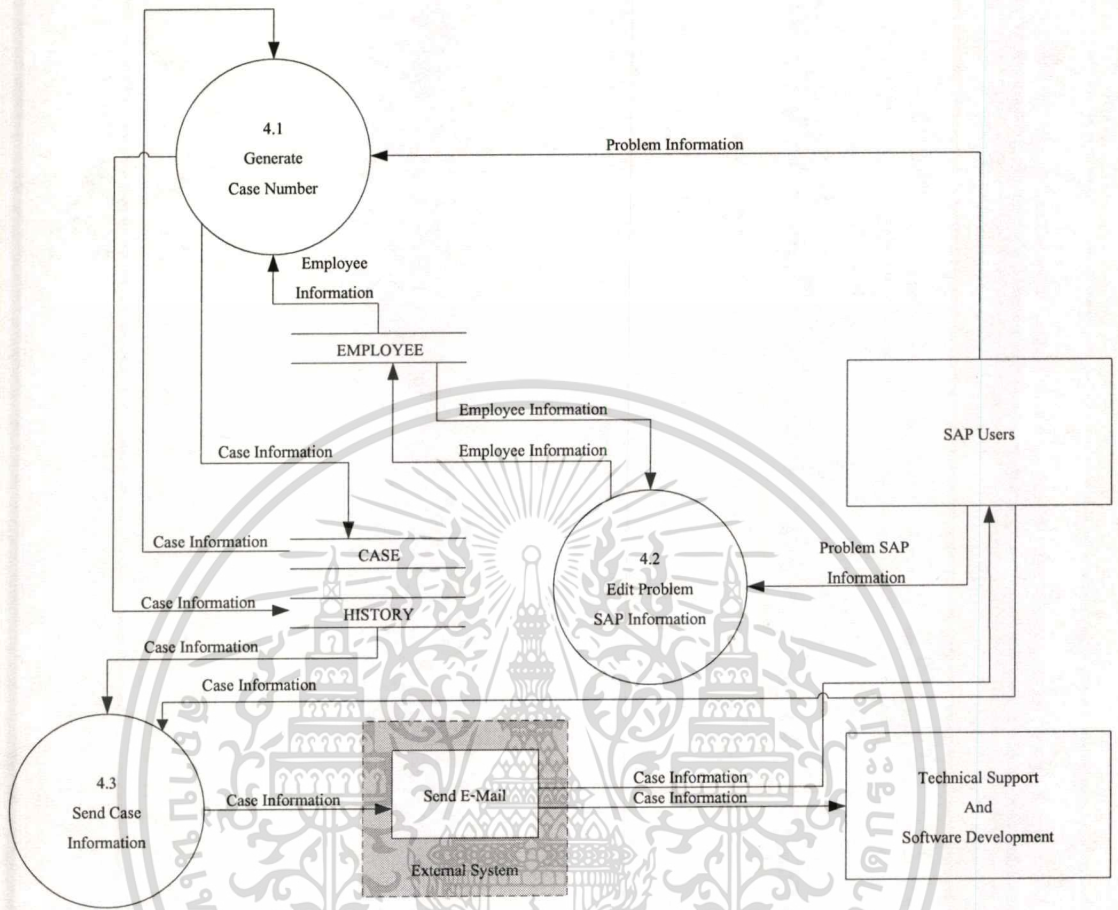 4.1
Generate
Case Number
Problem Information
Employee
Information
EMPLOYEE
Employee Information
SAP Users
Employee Information
Case Information
Case Information
CASE
4.2
Edit Problem
SAP Information
Problem SAP
Information
Case Information
HISTORY
Case Information
Case Information
4.3
Send Case
Information
Case Information
Send E-Mail
External System
Case Information
Case Information
Technical Support
And
Software Development